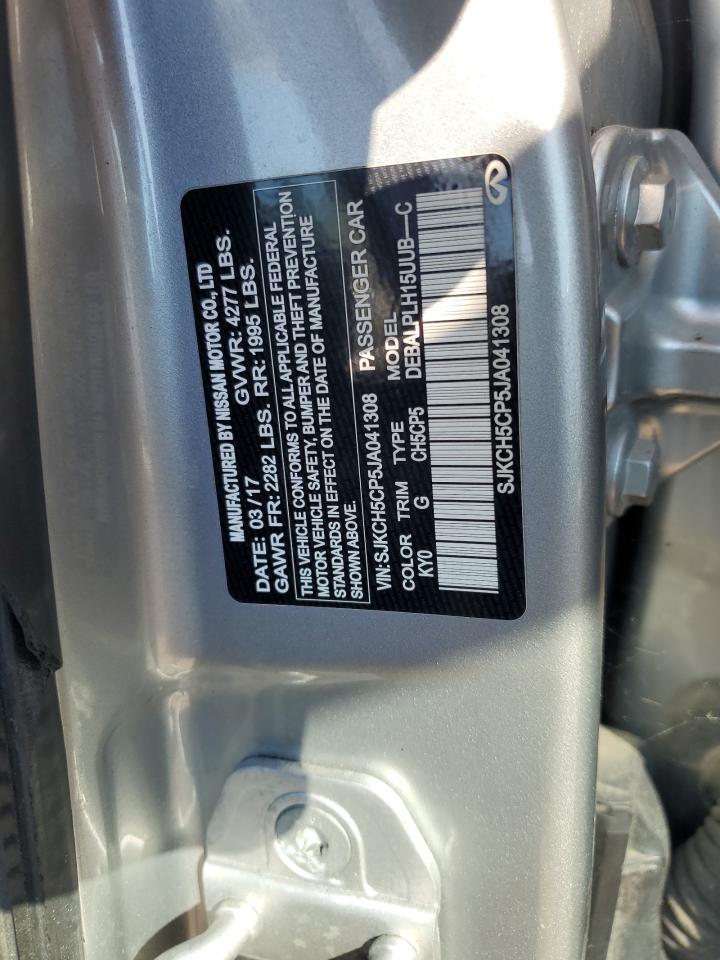 MANUFACTURED BY NISSAN MOTOR CO., LTD
DATE: 03/17 GVWR: 4277 LBS.
GAWR FR: 2282 LBS. RR: 1995 LBS.
THIS VEHICLE CONFORMS TO ALL APPLICABLE FEDERAL
MOTOR VEHICLE SAFETY, BUMPER AND THEFT PREVENTION
STANDARDS IN EFFECT ON THE DATE OF MANUFACTURE
SHOWN ABOVE.
VIN:SJKCH5CP5JA041308 PASSENGER CAR
COLOR TRIM TYPE MODEL
KY0 G CH5CP5 DEBALPLH15UUB-C
SJKCH5CP5JA041308